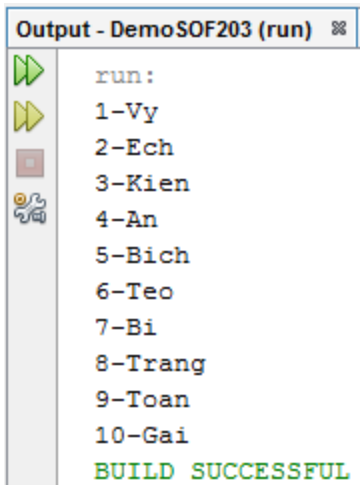 Output - DemoSOF203 (run)
run:
1-Vy
2-Ech
3-Kien
4-An
5-Bich
6-Teo
7-Bi
8-Trang
9-Toan
10-Gai
BUILD SUCCESSFUL